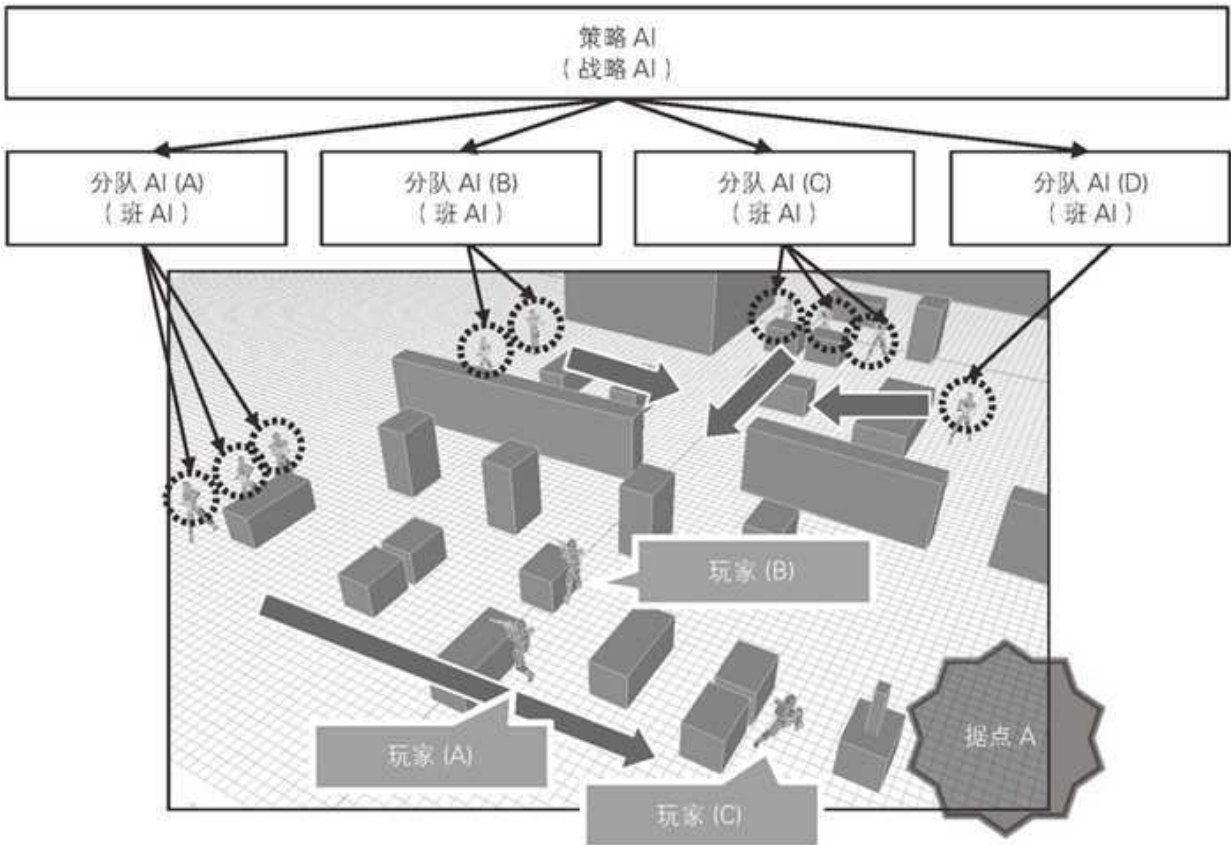 策略 AI
（战略 AI）
分队 AI (A)
（班 AI）
分队 AI (B)
（班 AI）
分队 AI (C)
（班 AI）
分队 AI (D)
（班 AI）
玩家 (B)
玩家 (A)
据点 A
玩家 (C)